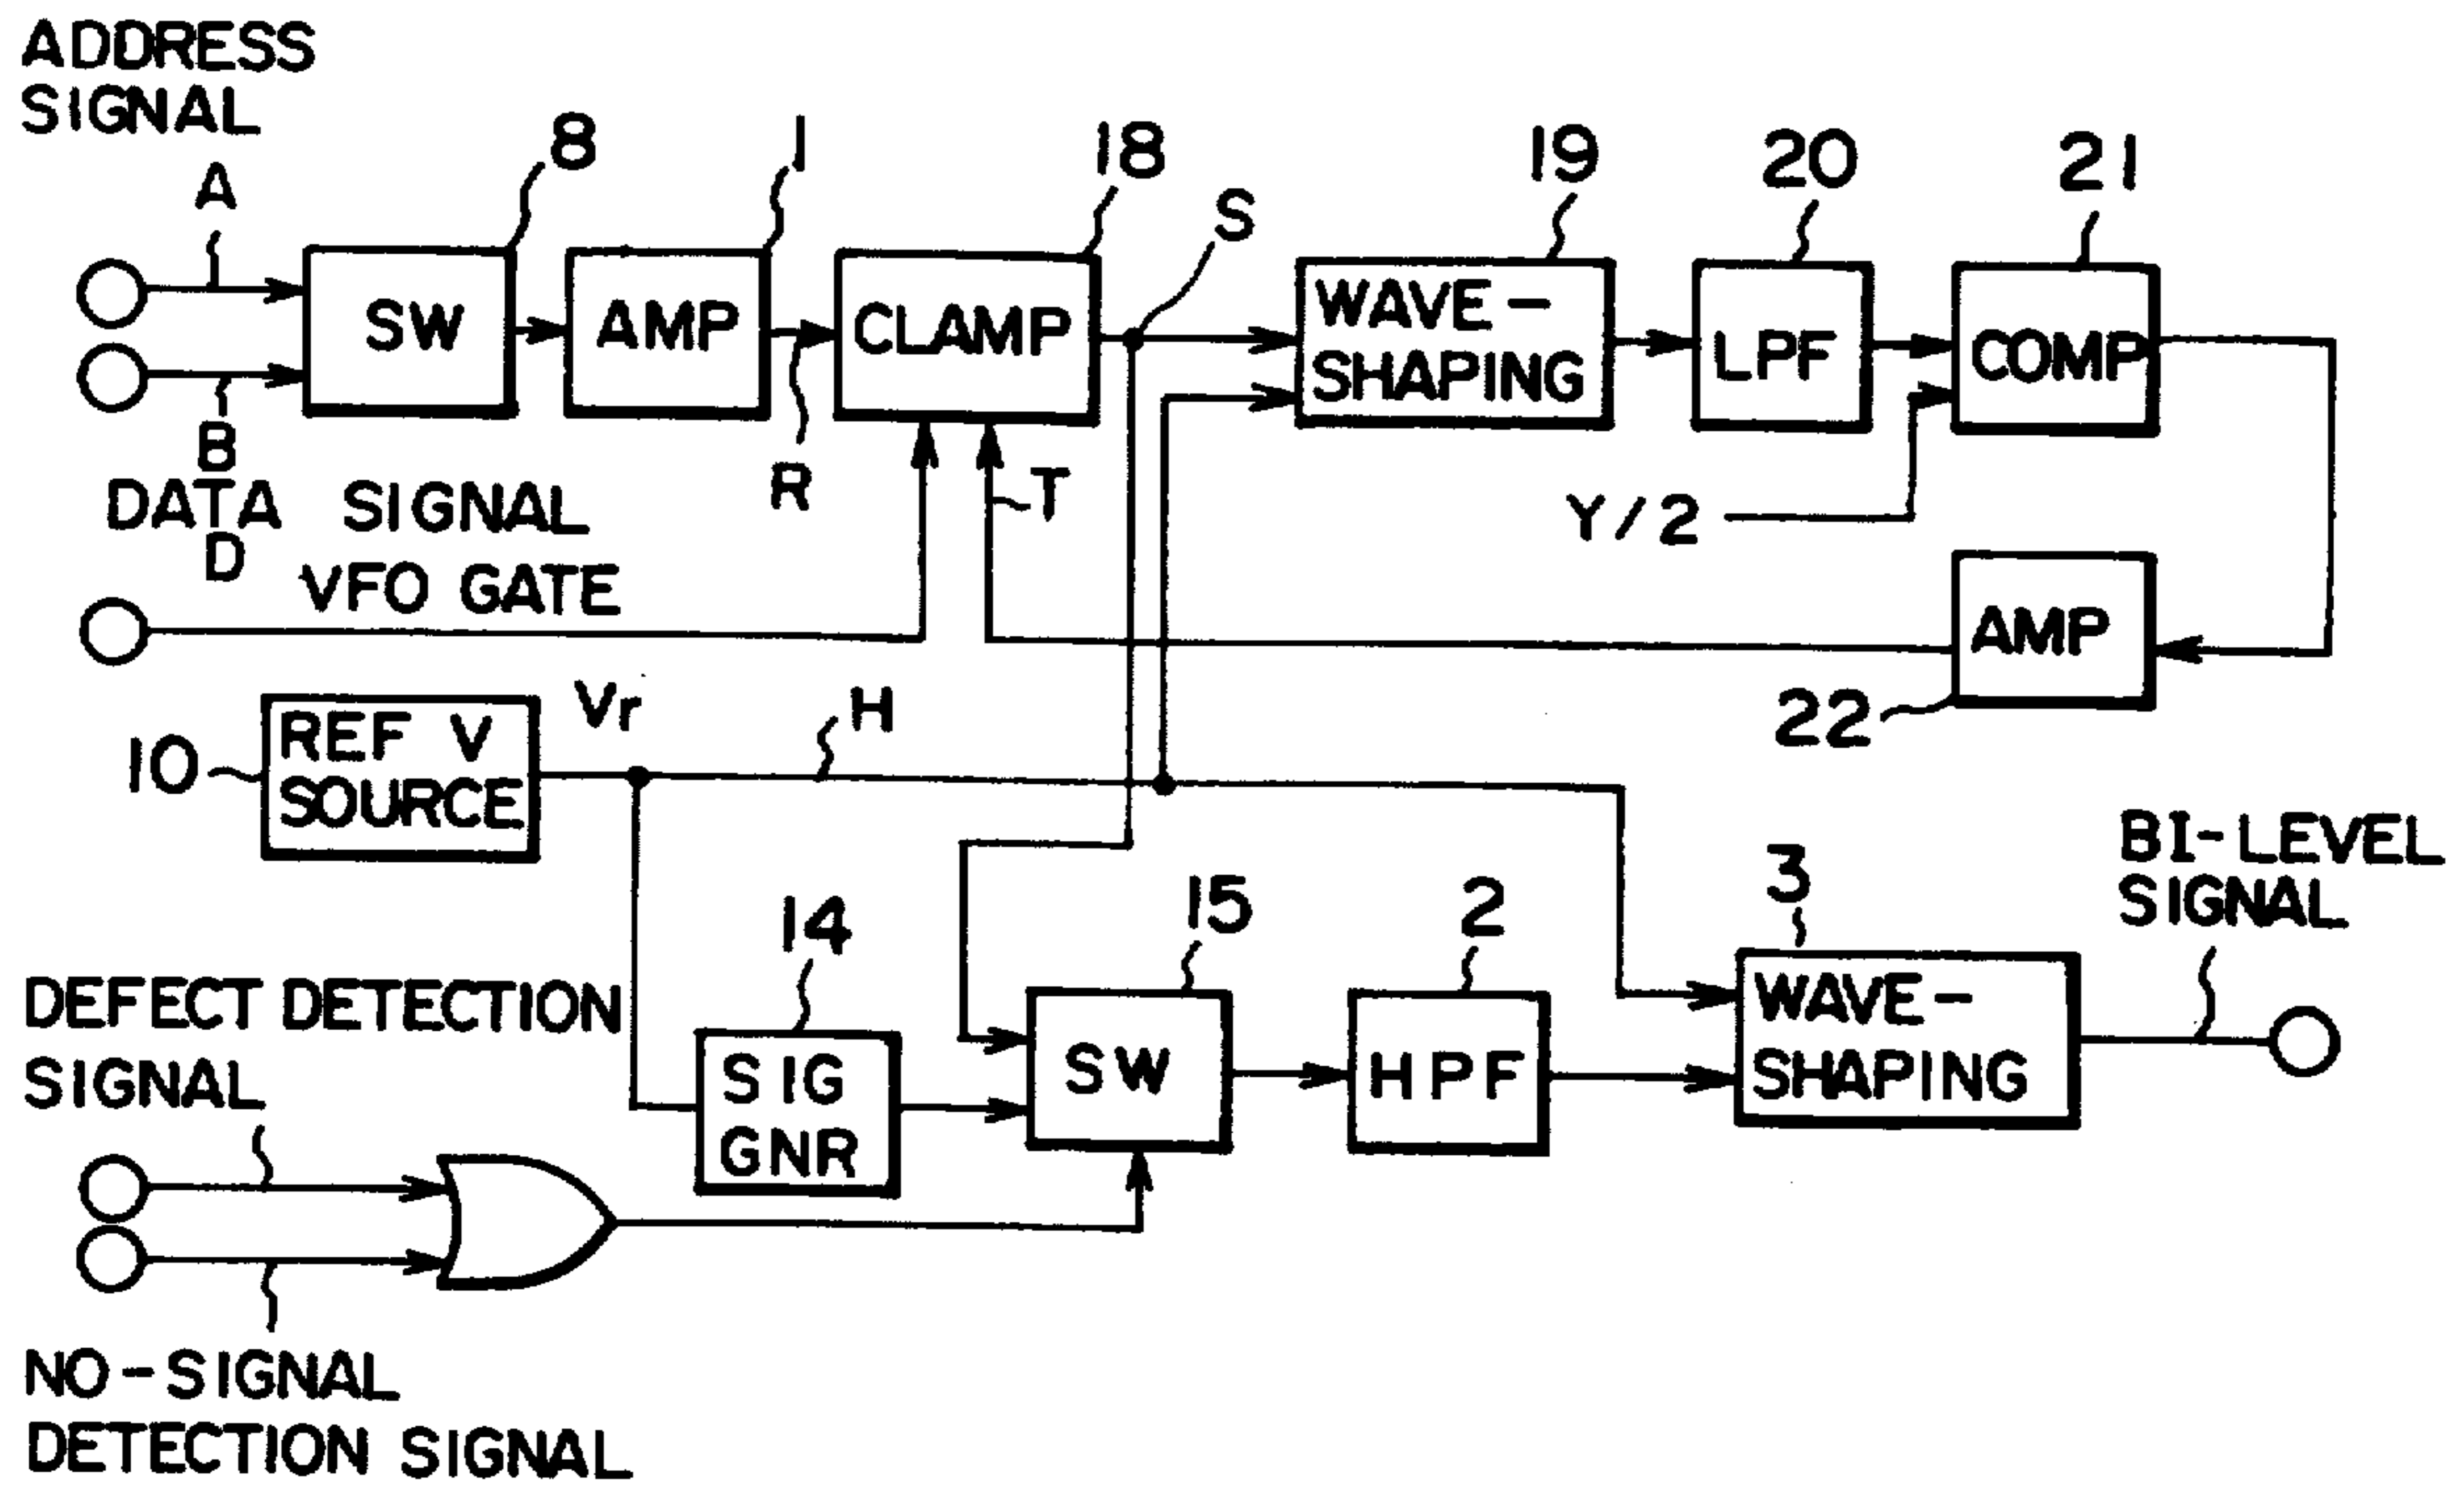 ADDRESS
SIGNAL
A
8
1
18
S
19
20
21
SW
AMP
CLAMP
WAVE-
SHAPING
LPF
COMP
B
DATA SIGNAL
D
VFO GATE
R
T
Y/2
AMP
22
10
REF V
SOURCE
Vr
H
BI-LEVEL
SIGNAL
14
15
2
3
DEFECT DETECTION
SIGNAL
SIG
GNR
SW
HPF
WAVE-
SHAPING
NO-SIGNAL
DETECTION SIGNAL